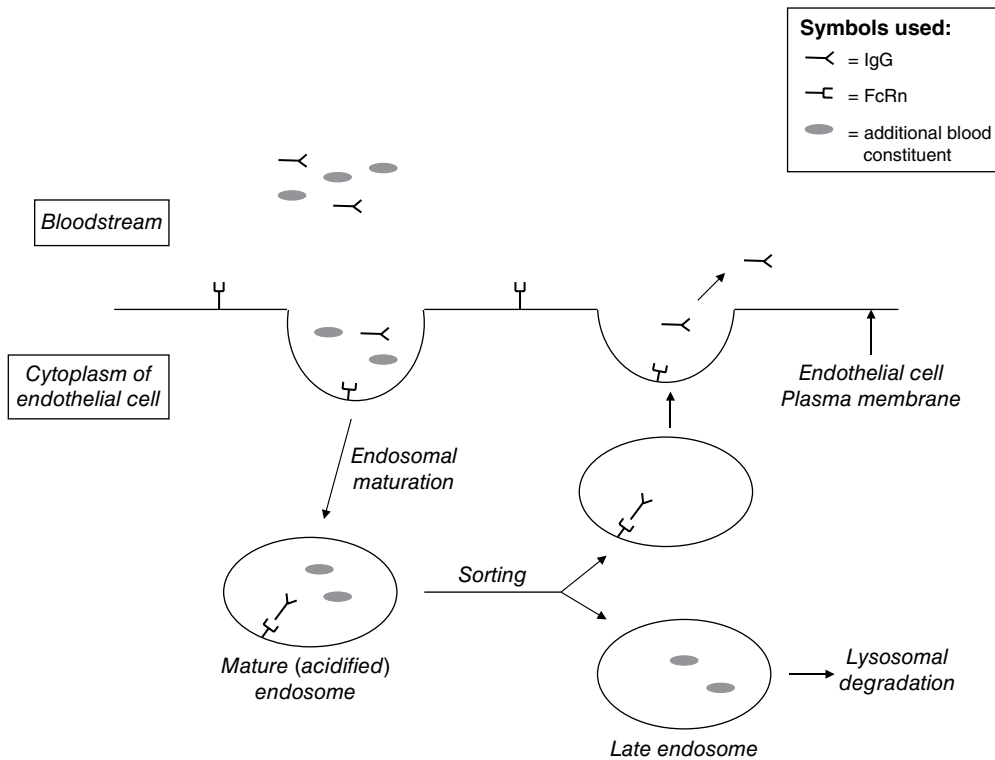 Symbols used:
= IgG
= FcRn
= additional blood
constituent
Bloodstream
Cytoplasm of
endothelial cell
Endothelial cell
Plasma membrane
Endosomal
maturation
Sorting
Mature (acidified)
endosome
Lysosomal
degradation
Late endosome